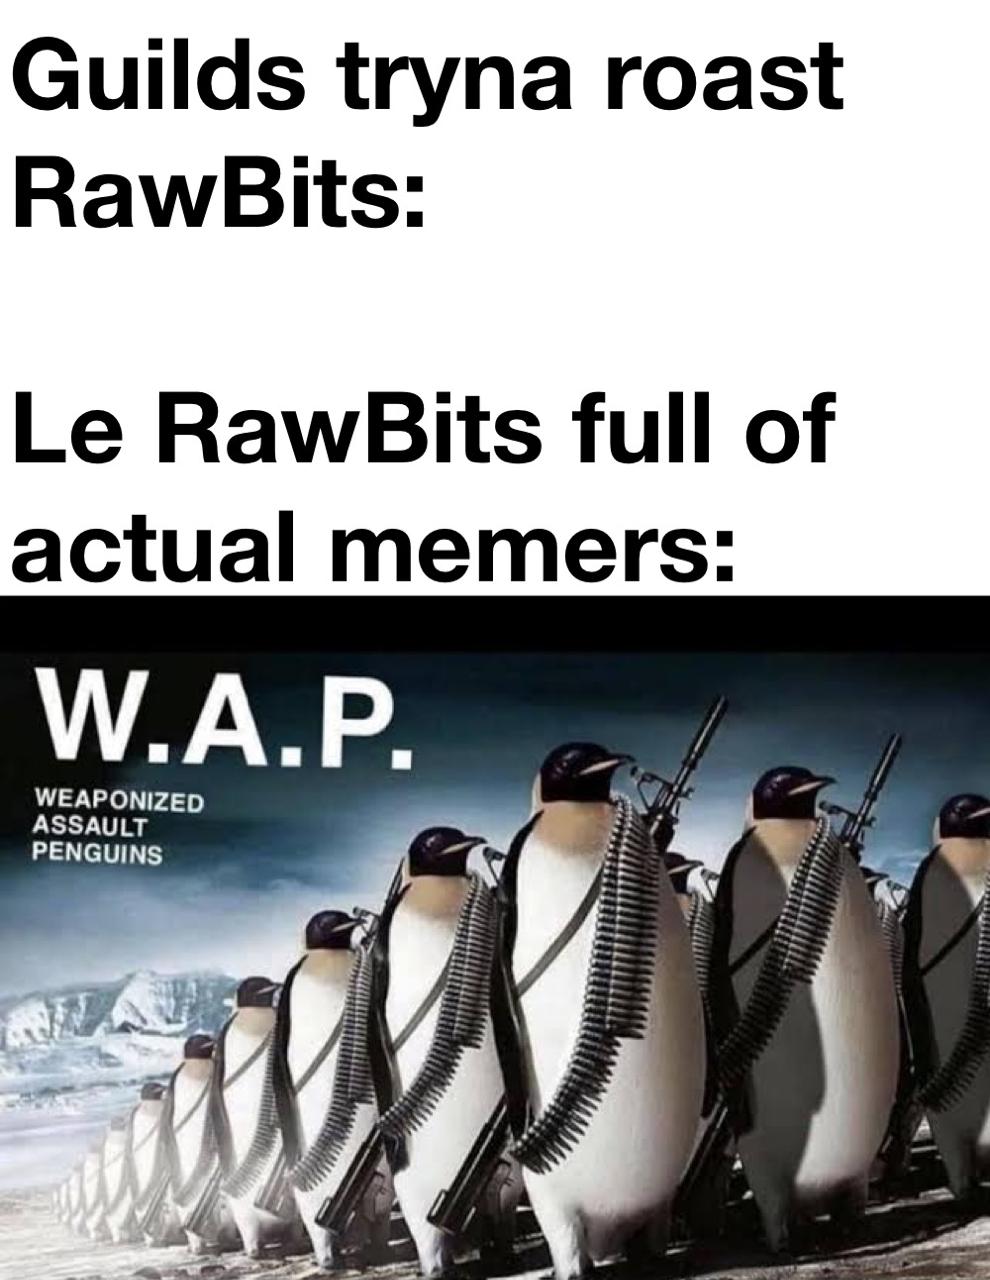 Guilds tryna roast
RawBits:
Le RawBits full of
actual memers:
W.A.P.
WEAPONIZED
ASSAULT
PENGUINS